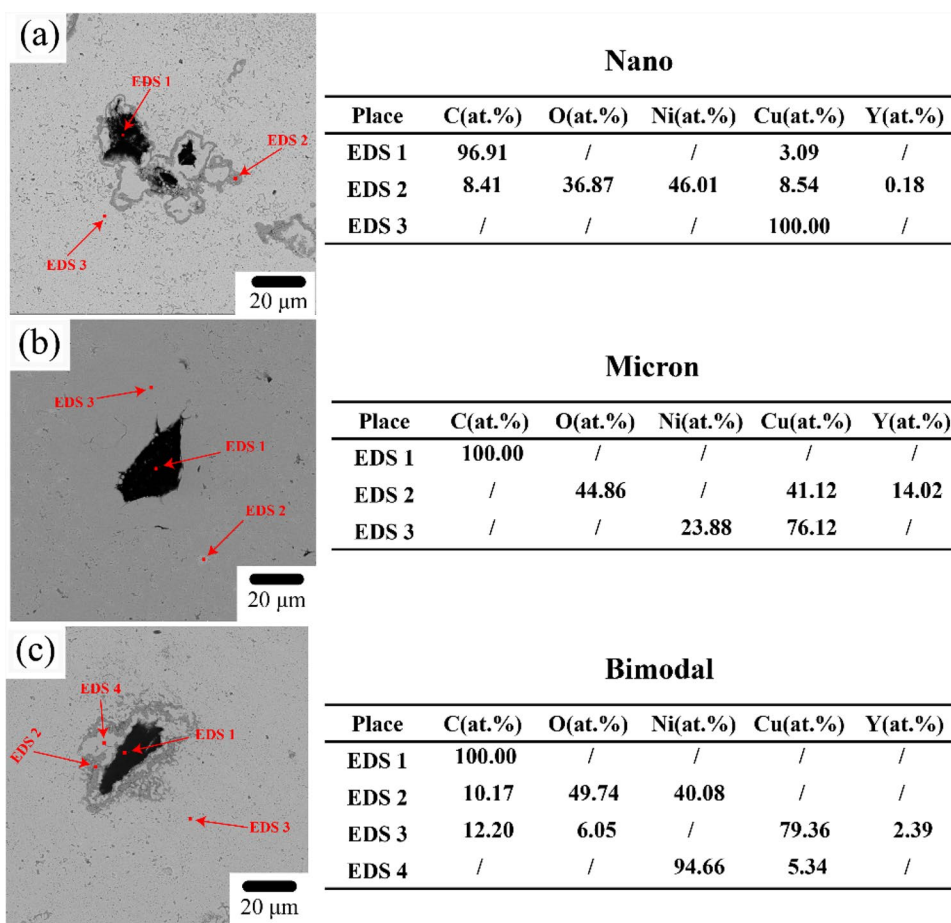 (a)
EDS 1
EDS 2
EDS 3
20 μm
Nano
Place C(at.%) O(at.%) Ni(at.%) Cu(at.%) Y(at.%)
EDS 1 96.91 / / 3.09 /
EDS 2 8.41 36.87 46.01 8.54 0.18
EDS 3 / / / 100.00 /
(b)
EDS 3
EDS 1
EDS 2
20 μm
Micron
Place C(at.%) O(at.%) Ni(at.%) Cu(at.%) Y(at.%)
EDS 1 100.00 / / / /
EDS 2 / 44.86 / 41.12 14.02
EDS 3 / / 23.88 76.12 /
(c)
EDS 4
EDS 2
EDS 1
EDS 3
20 μm
Bimodal
Place C(at.%) O(at.%) Ni(at.%) Cu(at.%) Y(at.%)
EDS 1 100.00 / / / /
EDS 2 10.17 49.74 40.08 / /
EDS 3 12.20 6.05 / 79.36 2.39
EDS 4 / / 94.66 5.34 /